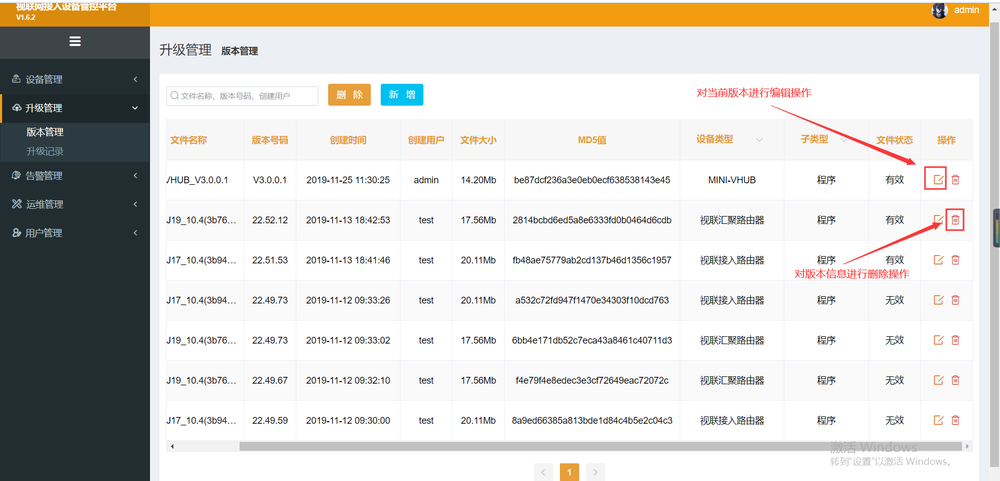 视联网接入设备管控平台
V1.6.2
admin
设备管理
升级管理
版本管理
升级记录
告警管理
运维管理
用户管理
升级管理 版本管理
文件名称、版本号码、创建用户
删 除
新 增
对当前版本进行编辑操作
文件名称 版本号码 创建时间 创建用户 文件大小 MD5值 设备类型 子类型 文件状态 操作
VHUB_V3.0.0.1 V3.0.0.1 2019-11-25 11:30:25 admin 14.20Mb be87dcf236a3e0eb0ecf638538143e45 MINI-VHUB 程序 有效
J19_10.4(3b76... 22.52.12 2019-11-13 18:42:53 test 17.56Mb 2814bcbd6ed5a8e6333fd0b0464d6cdb 视联汇聚路由器 程序 有效
J17_10.4(3b94... 22.51.53 2019-11-13 18:41:46 test 20.11Mb fb48ae75779ab2cd137b46d1356c1957 视联接入路由器 程序 有效
对版本信息进行删除操作
J17_10.4(3b94... 22.49.73 2019-11-12 09:33:26 test 20.11Mb a532c72fd947f1470e34303f10dcd763 视联接入路由器 程序 无效
J19_10.4(3b76... 22.49.73 2019-11-12 09:33:02 test 17.56Mb 6bb4e171db52c7eca43a8461c40711d3 视联汇聚路由器 程序 无效
J19_10.4(3b76... 22.49.67 2019-11-12 09:32:10 test 17.56Mb f4e79f4e8edec3e3cf72649eac72072c 视联汇聚路由器 程序 无效
J17_10.4(3b94... 22.49.59 2019-11-12 09:30:00 test 20.11Mb 8a9ed66385a813bde1d84c4b5e2c04c3 视联接入路由器 程序 无效
激活 Windows
转到“设置”以激活 Windows。
1